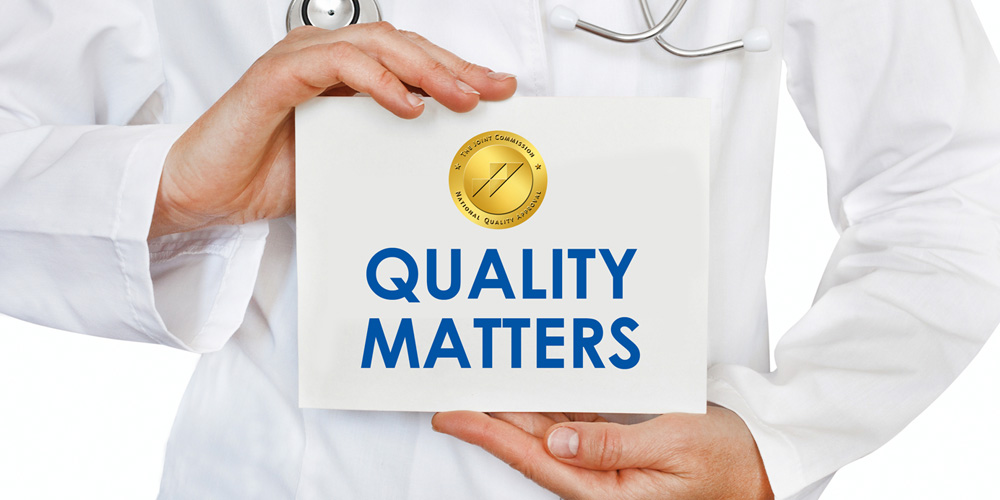 THE JOINT COMMISSION
NATIONAL QUALITY APPROVAL
QUALITY
MATTERS